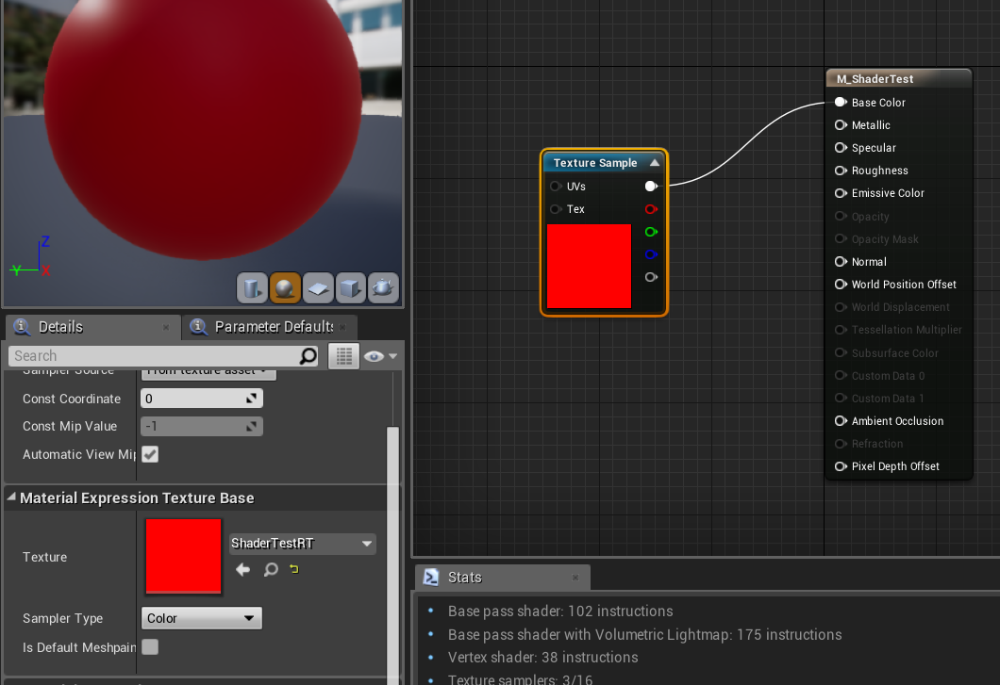 Z
Y
X
Details
Parameter Defaults
Search
Sampler Source
From texture asset
Const Coordinate
0
Const Mip Value
-1
Automatic View Mip
Material Expression Texture Base
Texture
ShaderTestRT
Sampler Type
Color
Is Default Meshpain
Texture Sample
UVs
Tex
M_ShaderTest
Base Color
Metallic
Specular
Roughness
Emissive Color
Opacity
Opacity Mask
Normal
World Position Offset
World Displacement
Tessellation Multiplier
Subsurface Color
Custom Data 0
Custom Data 1
Ambient Occlusion
Refraction
Pixel Depth Offset
Stats
• Base pass shader: 102 instructions
• Base pass shader with Volumetric Lightmap: 175 instructions
• Vertex shader: 38 instructions
• Texture samplers: 3/16